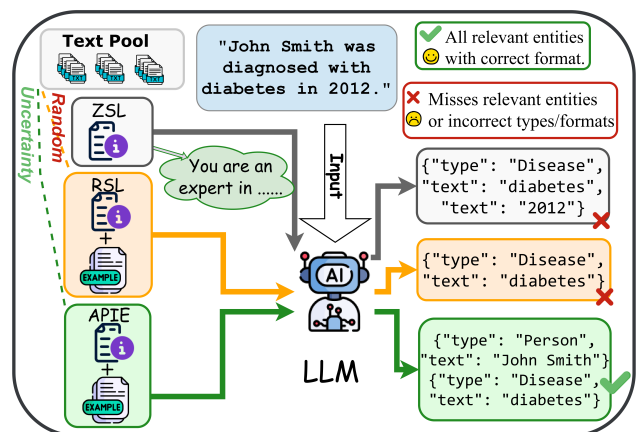 Text Pool
TXT TXT TXT
Uncertainty
Random
ZSL
i
You are an
expert in ......
RSL
i
+
EXAMPLE
APIE
i
+
EXAMPLE
"John Smith was
diagnosed with
diabetes in 2012."
Input
AI
LLM
All relevant entities
with correct format.
Misses relevant entities
or incorrect types/formats
{"type": "Disease",
"text": "diabetes",
"text": "2012"}
{"type": "Disease",
"text": "diabetes"}
{"type": "Person",
"text": "John Smith"}
{"type": "Disease",
"text": "diabetes"}